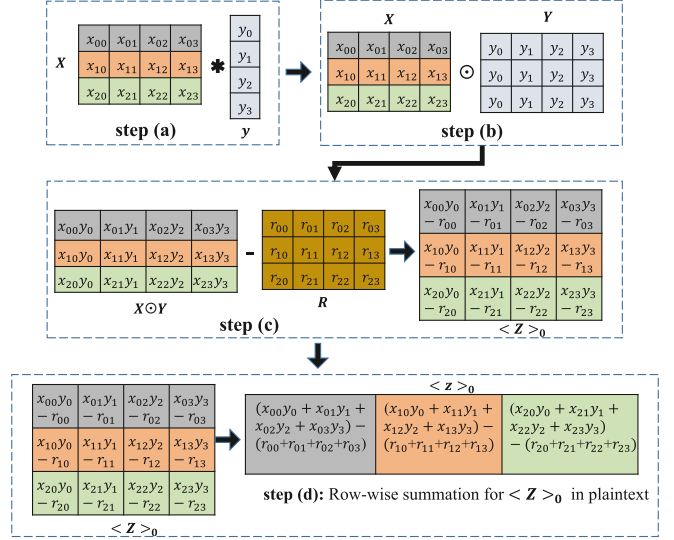 X
x₀₀ x₀₁ x₀₂ x₀₃
x₁₀ x₁₁ x₁₂ x₁₃
x₂₀ x₂₁ x₂₂ x₂₃
✱
y₀
y₁
y₂
y₃
y
step (a)
X
x₀₀ x₀₁ x₀₂ x₀₃
x₁₀ x₁₁ x₁₂ x₁₃
x₂₀ x₂₁ x₂₂ x₂₃
⊙
Y
y₀ y₁ y₂ y₃
y₀ y₁ y₂ y₃
y₀ y₁ y₂ y₃
step (b)
x₀₀y₀ x₀₁y₁ x₀₂y₂ x₀₃y₃
x₁₀y₀ x₁₁y₁ x₁₂y₂ x₁₃y₃
x₂₀y₀ x₂₁y₁ x₂₂y₂ x₂₃y₃
X⊙Y
-
r₀₀ r₀₁ r₀₂ r₀₃
r₁₀ r₁₁ r₁₂ r₁₃
r₂₀ r₂₁ r₂₂ r₂₃
R
x₀₀y₀ x₀₁y₁ x₀₂y₂ x₀₃y₃
− r₀₀ − r₀₁ − r₀₂ − r₀₃
x₁₀y₀ x₁₁y₁ x₁₂y₂ x₁₃y₃
− r₁₀ − r₁₁ − r₁₂ − r₁₃
x₂₀y₀ x₂₁y₁ x₂₂y₂ x₂₃y₃
− r₂₀ − r₂₁ − r₂₂ − r₂₃
< Z >₀
step (c)
x₀₀y₀ x₀₁y₁ x₀₂y₂ x₀₃y₃
− r₀₀ − r₀₁ − r₀₂ − r₀₃
x₁₀y₀ x₁₁y₁ x₁₂y₂ x₁₃y₃
− r₁₀ − r₁₁ − r₁₂ − r₁₃
x₂₀y₀ x₂₁y₁ x₂₂y₂ x₂₃y₃
− r₂₀ − r₂₁ − r₂₂ − r₂₃
< Z >₀
< z >₀
(x₀₀y₀ + x₀₁y₁ +
x₀₂y₂ + x₀₃y₃) −
(r₀₀+r₀₁+r₀₂+r₀₃)
(x₁₀y₀ + x₁₁y₁ +
x₁₂y₂ + x₁₃y₃) −
(r₁₀+r₁₁+r₁₂+r₁₃)
(x₂₀y₀ + x₂₁y₁ +
x₂₂y₂ + x₂₃y₃)
− (r₂₀+r₂₁+r₂₂+r₂₃)
step (d): Row-wise summation for < Z >₀ in plaintext